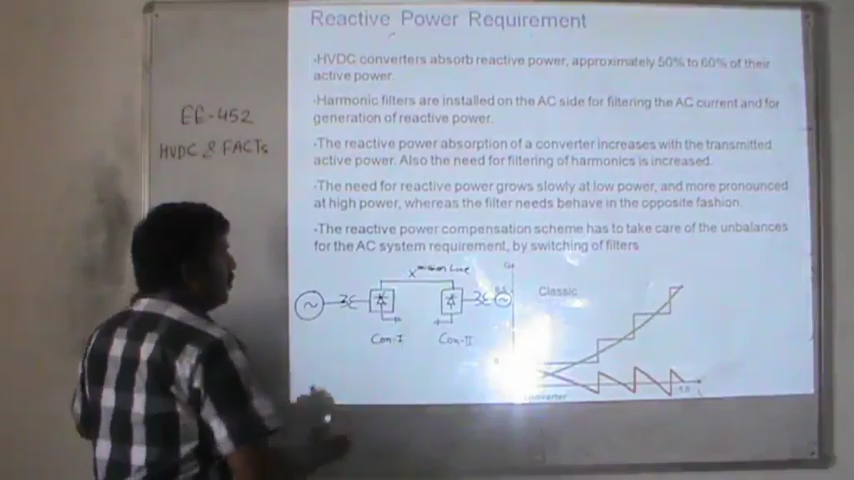 Reactive Power Requirement
-HVDC converters absorb reactive power, approximately 50% to 60% of their
active power.
-Harmonic filters are installed on the AC side for filtering the AC current and for
generation of reactive power.
-The reactive power absorption of a converter increases with the transmitted
active power. Also the need for filtering of harmonics is increased.
-The need for reactive power grows slowly at low power, and more pronounced
at high power, whereas the filter needs behave in the opposite fashion.
-The reactive power compensation scheme has to take care of the unbalances
for the AC system requirement, by switching of filters
EE-452
HVDC & FACTs
Line
Classic
Con-I
Con-II